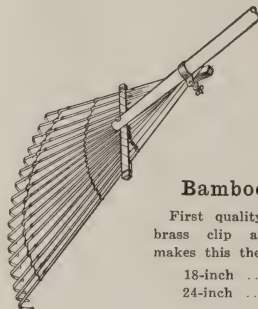 Bamboo
First quality
brass clip a
makes this the
18-inch ..
24-inch ..